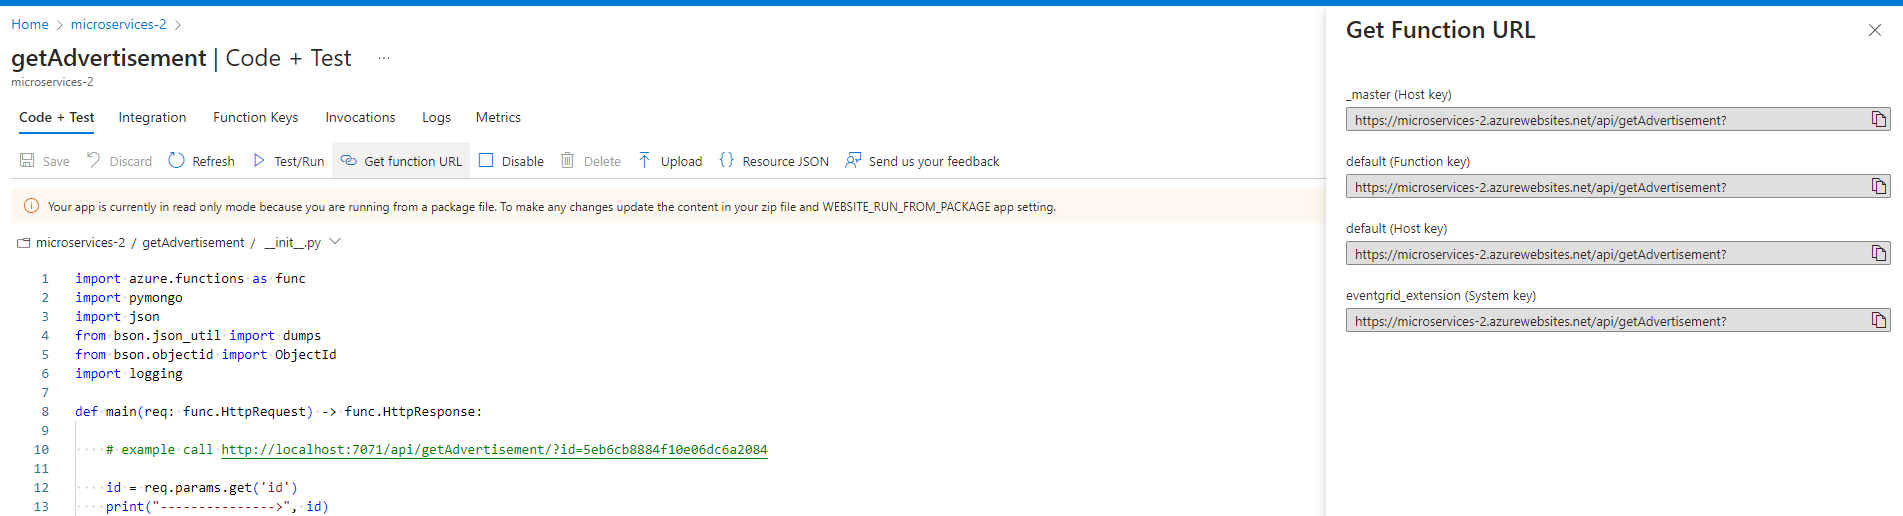 Home > microservices-2 >
getAdvertisement | Code + Test ...
microservices-2
Code + Test Integration Function Keys Invocations Logs Metrics
Save Discard Refresh Test/Run Get function URL Disable Delete Upload {} Resource JSON Send us your feedback
Your app is currently in read only mode because you are running from a package file. To make any changes update the content in your zip file and WEBSITE_RUN_FROM_PACKAGE app setting.
microservices-2 / getAdvertisement / __init__.py
1 import azure.functions as func
2 import pymongo
3 import json
4 from bson.json_util import dumps
5 from bson.objectid import ObjectId
6 import logging
7
8 def main(req: func.HttpRequest) -> func.HttpResponse:
9
10 # example call http://localhost:7071/api/getAdvertisement/?id=5eb6cb8884f10e06dc6a2084
11
12 id = req.params.get('id')
13 print("--------------->", id)
Get Function URL
_master (Host key)
https://microservices-2.azurewebsites.net/api/getAdvertisement?
default (Function key)
https://microservices-2.azurewebsites.net/api/getAdvertisement?
default (Host key)
https://microservices-2.azurewebsites.net/api/getAdvertisement?
eventgrid_extension (System key)
https://microservices-2.azurewebsites.net/api/getAdvertisement?